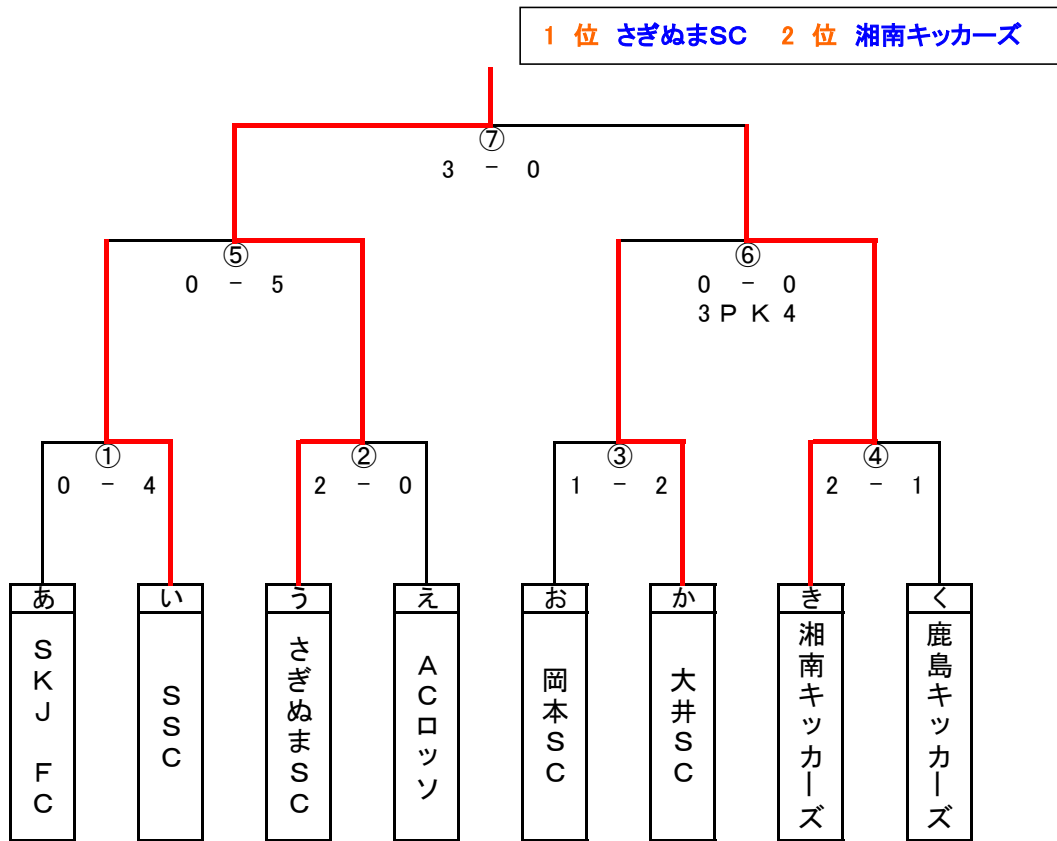 1 位 さぎぬまSC 2 位 湘南キッカーズ
⑦
3 － 0
⑤
0 － 5
⑥
0 － 0
3 P K 4
①
0 － 4
②
2 － 0
③
1 － 2
④
2 － 1
あ
い
う
え
お
か
き
く
SKJ FC
SSC
さぎぬまSC
ACロッソ
岡本SC
大井SC
湘南キッカーズ
鹿島キッカーズ